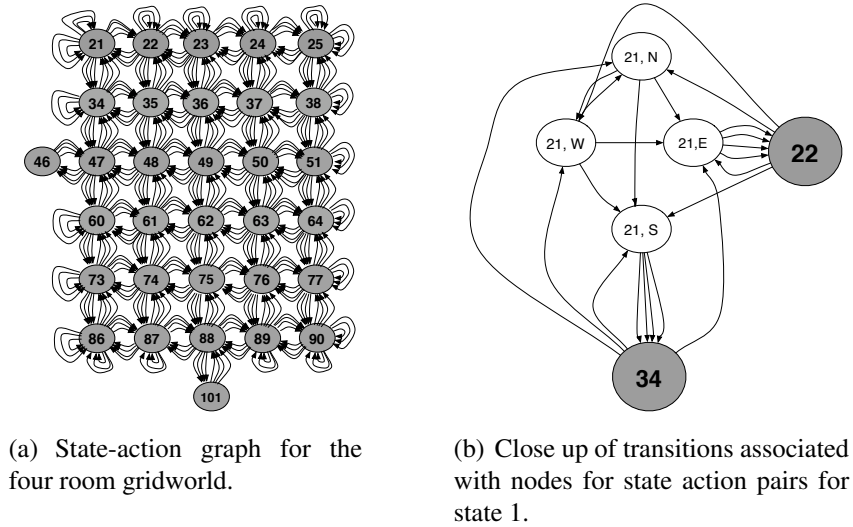 21 22 23 24 25
34 35 36 37 38
46 47 48 49 50 51
60 61 62 63 64
73 74 75 76 77
86 87 88 89 90
101
(a) State-action graph for the
four room gridworld.
21, N
21, W
21,E
22
21, S
34
(b) Close up of transitions associated
with nodes for state action pairs for
state 1.